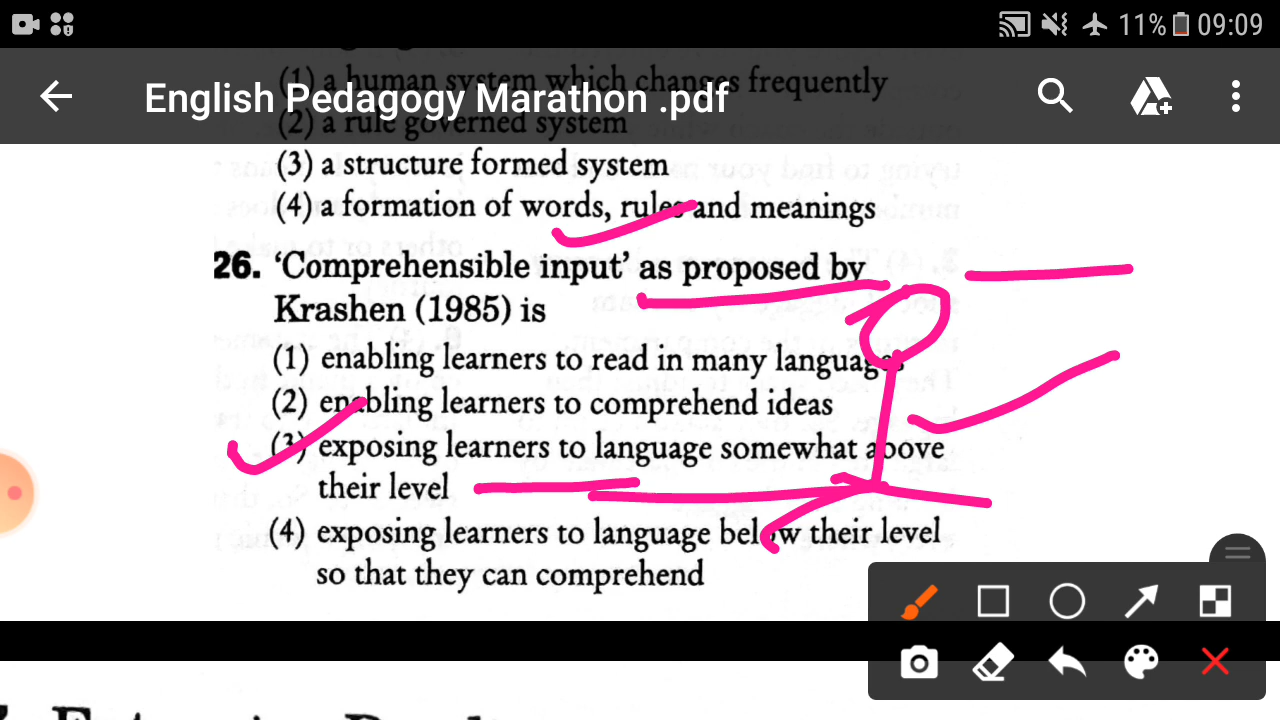 11% 09:09
English Pedagogy Marathon .pdf
(1) a human system which changes frequently
(2) a rule governed system
(3) a structure formed system
(4) a formation of words, rules and meanings
26. ‘Comprehensible input’ as proposed by
Krashen (1985) is
(1) enabling learners to read in many languages
(2) enabling learners to comprehend ideas
(3) exposing learners to language somewhat above
their level
(4) exposing learners to language below their level
so that they can comprehend